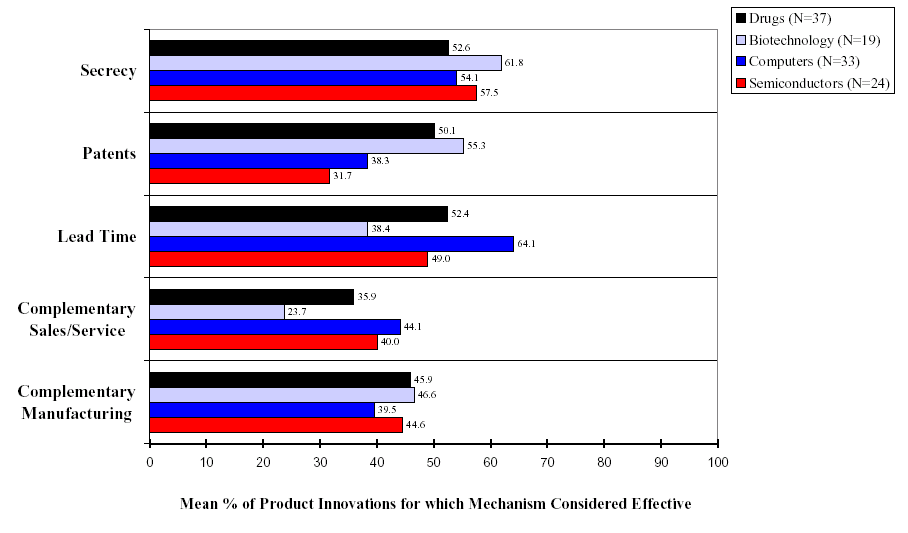 Drugs (N=37)
Biotechnology (N=19)
Computers (N=33)
Semiconductors (N=24)
Secrecy
52.6
61.8
54.1
57.5
Patents
50.1
55.3
38.3
31.7
Lead Time
52.4
38.4
64.1
49.0
Complementary
Sales/Service
35.9
23.7
44.1
40.0
Complementary
Manufacturing
45.9
46.6
39.5
44.6
0 10 20 30 40 50 60 70 80 90 100
Mean % of Product Innovations for which Mechanism Considered Effective